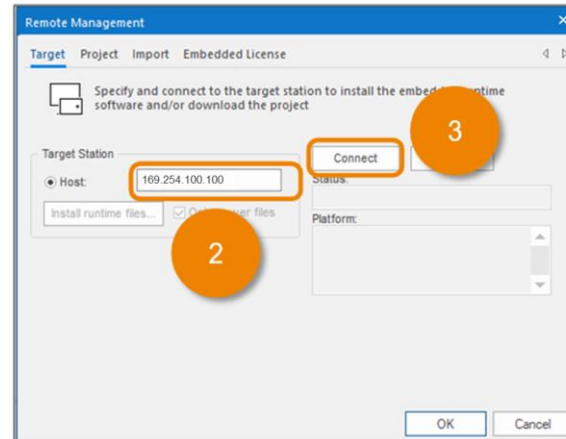 Remote Management
Target Project Import Embedded License
Specify and connect to the target station to install the
software and/or download the project
3
Target Station
Connect
Host:
169.254.100.100
Status:
Install runtime files...
files
Platform:
2
OK Cancel